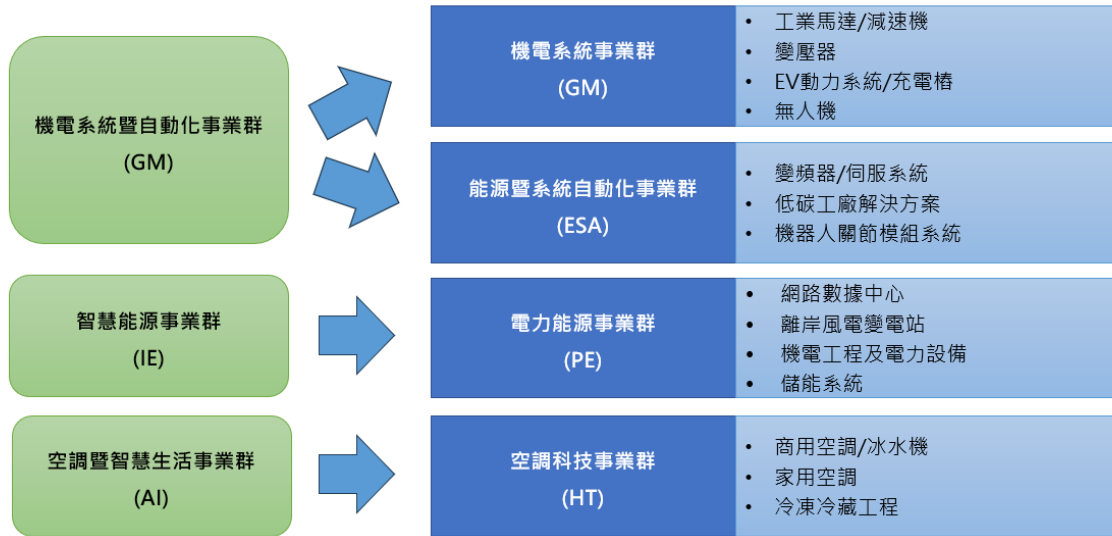 機電系統暨自動化事業群
(GM)
機電系統事業群
(GM)
• 工業馬達/減速機
• 變壓器
• EV動力系統/充電樁
• 無人機
能源暨系統自動化事業群
(ESA)
• 變頻器/伺服系統
• 低碳工廠解決方案
• 機器人關節模組系統
智慧能源事業群
(IE)
電力能源事業群
(PE)
• 網路數據中心
• 離岸風電變電站
• 機電工程及電力設備
• 儲能系統
空調暨智慧生活事業群
(AI)
空調科技事業群
(HT)
• 商用空調/冰水機
• 家用空調
• 冷凍冷藏工程